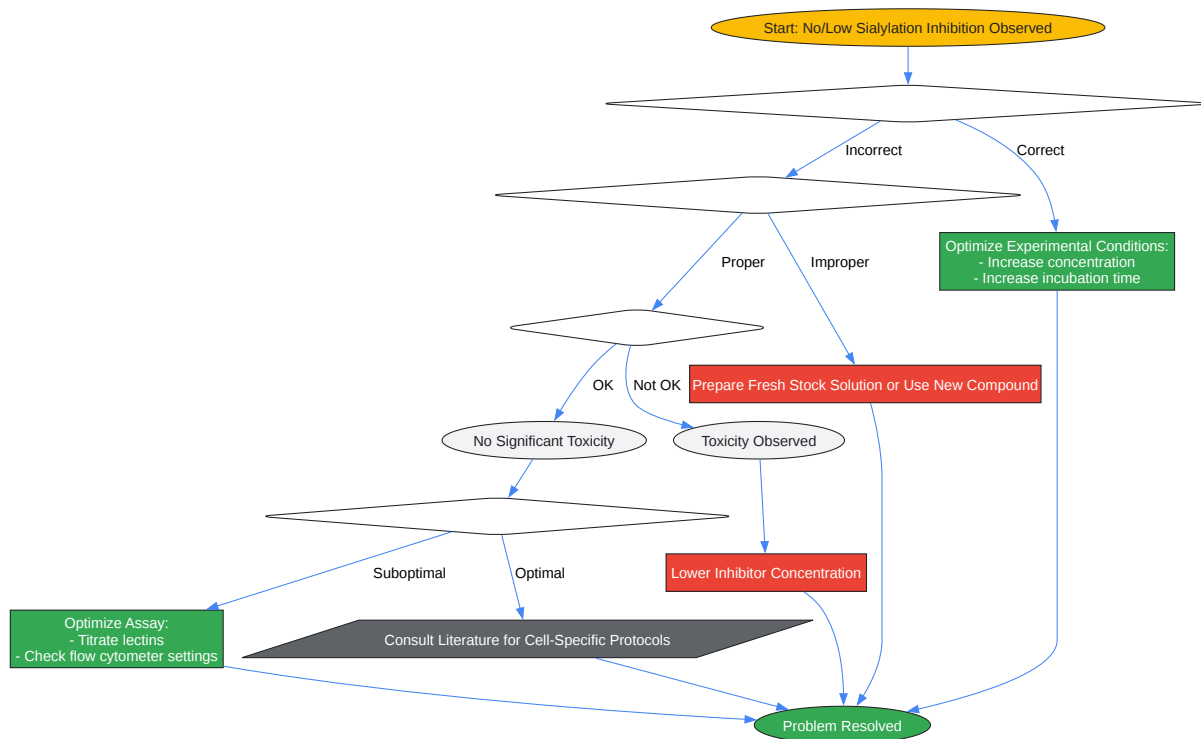 Start: No/Low Sialylation Inhibition Observed
Incorrect
Correct
Optimize Experimental Conditions:
- Increase concentration
- Increase incubation time
Proper
Improper
Prepare Fresh Stock Solution or Use New Compound
OK
Not OK
No Significant Toxicity
Toxicity Observed
Suboptimal
Optimal
Lower Inhibitor Concentration
Optimize Assay:
- Titrate lectins
- Check flow cytometer settings
Consult Literature for Cell-Specific Protocols
Problem Resolved